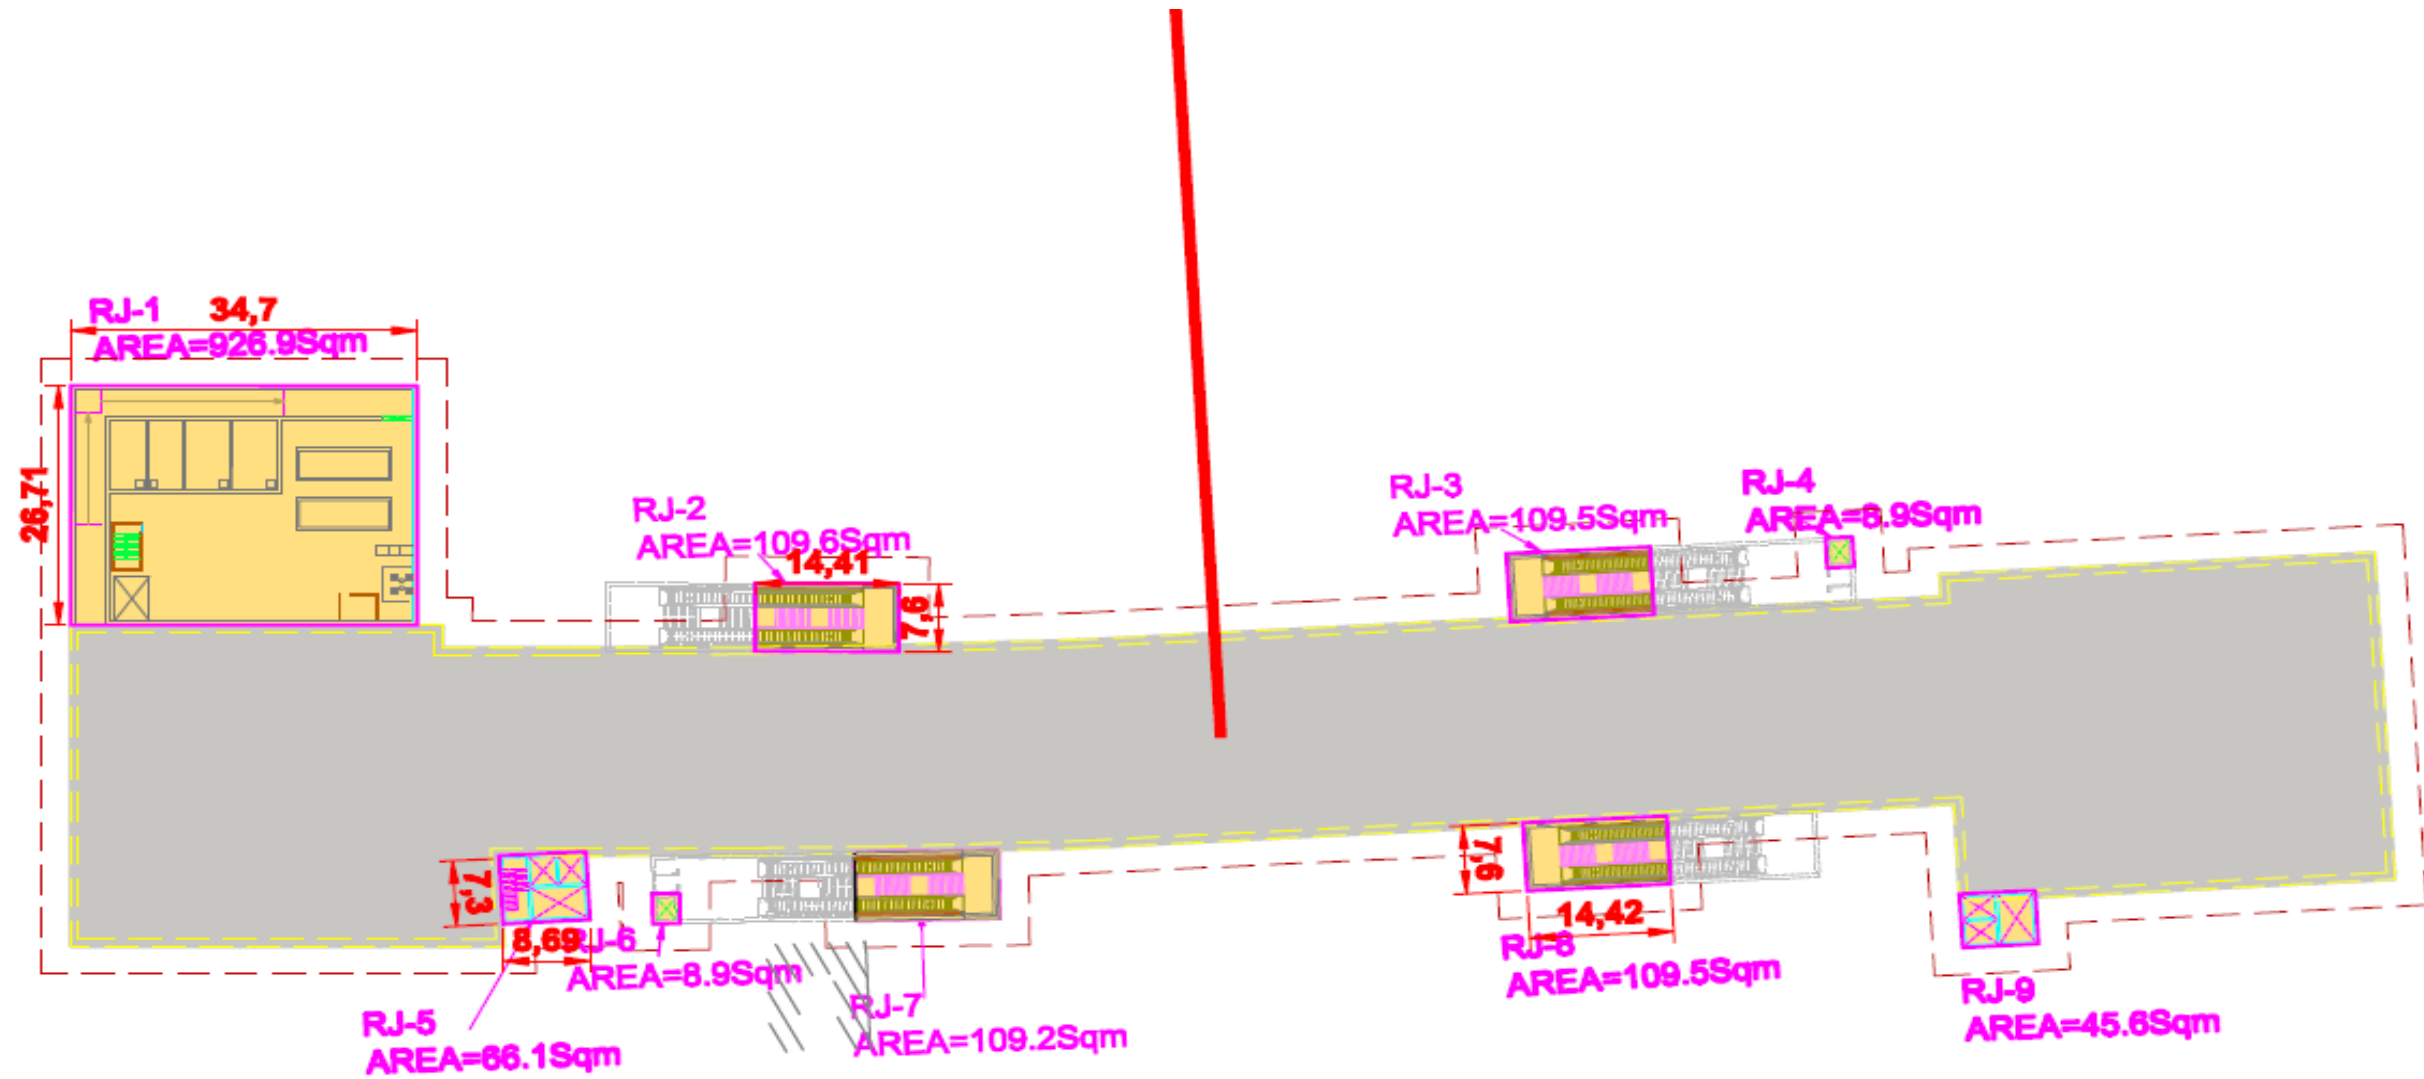 RJ-1 34,7
AREA=926.9Sqm
26,71
RJ-2
AREA=109.6Sqm
14,41
7,6
RJ-3
AREA=109.5Sqm
RJ-4
AREA=8.9Sqm
7,3
8,69
RJ-5
AREA=66.1Sqm
RJ-6
AREA=8.9Sqm
RJ-7
AREA=109.2Sqm
7,6
14,42
RJ-8
AREA=109.5Sqm
RJ-9
AREA=45.6Sqm